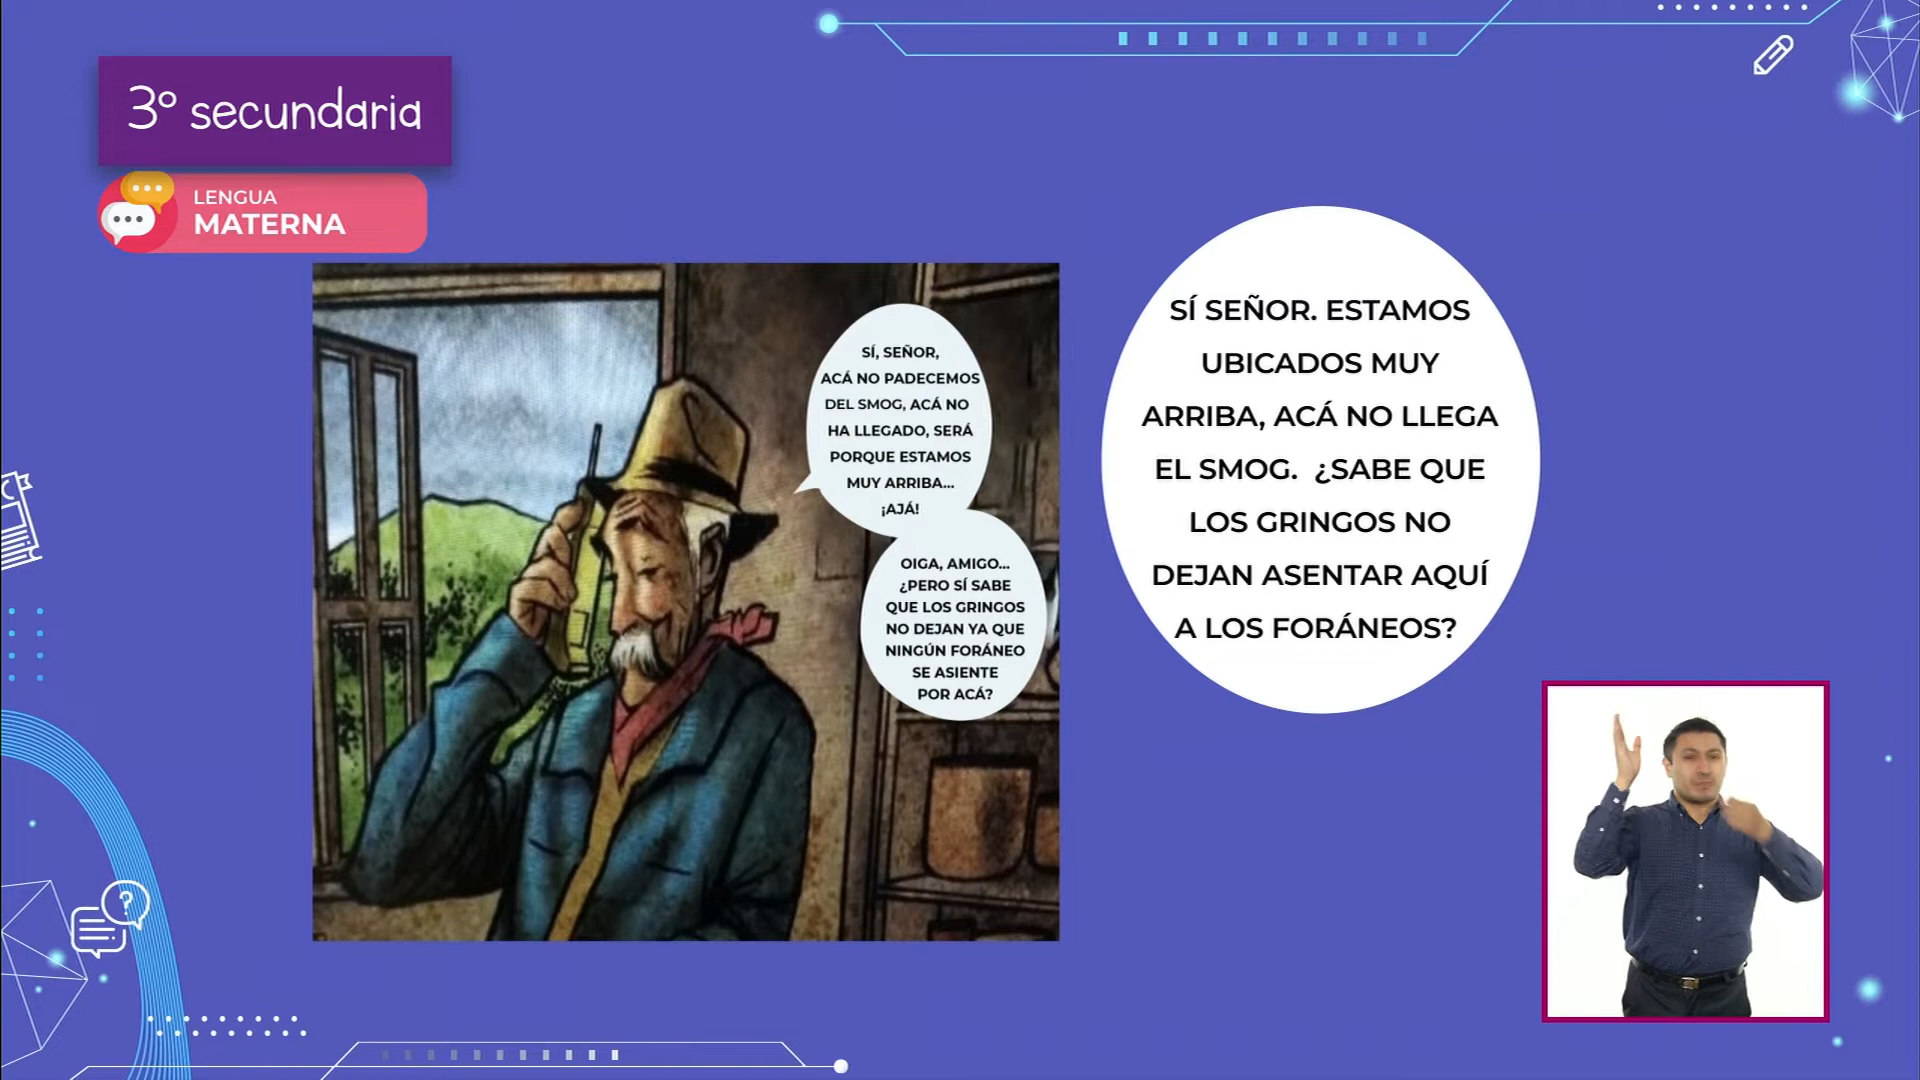 3° secundaria
LENGUA
MATERNA
SÍ, SEÑOR,
ACÁ NO PADECEMOS
DEL SMOG, ACÁ NO
HA LLEGADO, SERÁ
PORQUE ESTAMOS
MUY ARRIBA...
¡AJÁ!
OIGA, AMIGO...
¿PERO SÍ SABE
QUE LOS GRINGOS
NO DEJAN YA QUE
NINGÚN FORÁNEO
SE ASIENTE
POR ACÁ?
SÍ SEÑOR. ESTAMOS
UBICADOS MUY
ARRIBA, ACÁ NO LLEGA
EL SMOG. ¿SABE QUE
LOS GRINGOS NO
DEJAN ASENTAR AQUÍ
A LOS FORÁNEOS?
?